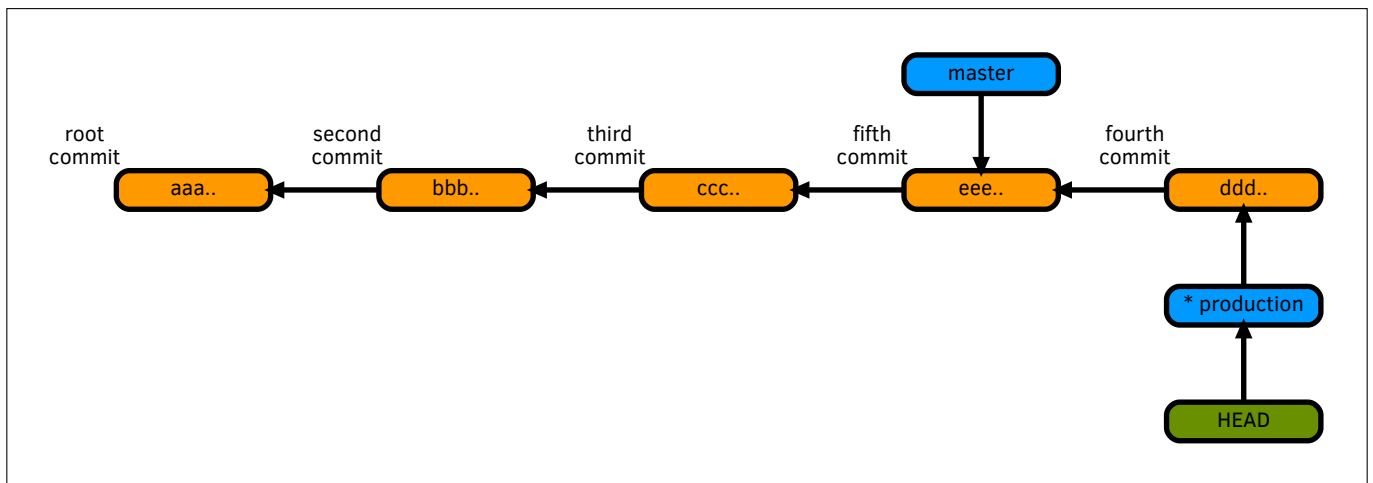 master
root
commit
second
commit
third
commit
fifth
commit
fourth
commit
aaa..
bbb..
ccc..
eee..
ddd..
* production
HEAD